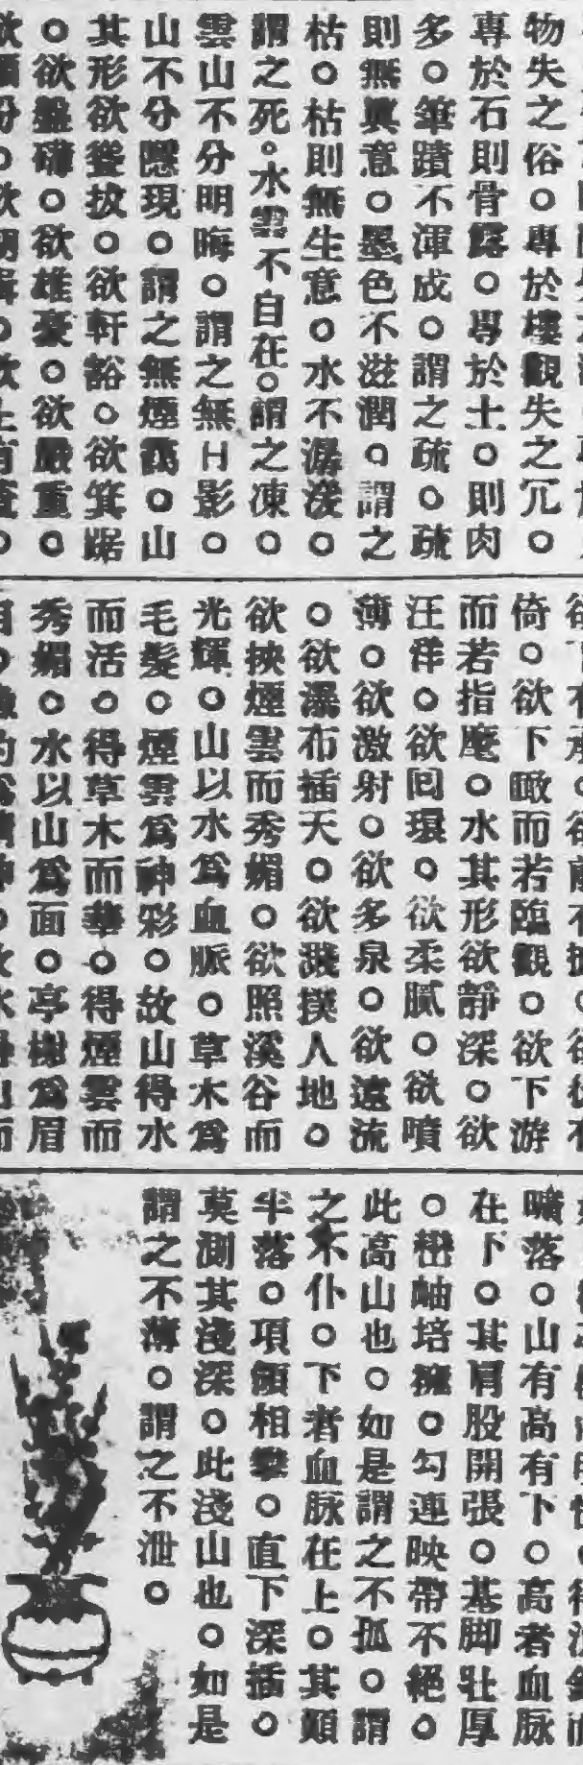 物失之俗。專於樓觀失之冗。
專於石則骨露。專於土。則肉
多。筆蹟不渾成。謂之疏。疏
則無眞意。墨色不滋潤。謂之
枯。枯則無生意。水不潺湲。
謂之死。水雲不自在。謂之凍。
雲山不分明晦。謂之無日影。
山不分隱現。謂之無煙靄。山
其形欲聳拔。欲軒豁。欲箕踞
。欲盤礴。欲雄豪。欲嚴重。
倚。欲下瞰而若臨觀。欲下游
而若指麾。水其形欲靜深。欲
汪洋。欲囘環。欲柔膩。欲噴
薄。欲激射。欲多泉。欲遠流
。欲瀑布插天。欲濺撲人地。
欲挾煙雲而秀媚。欲照溪谷而
光輝。山以水爲血脈。草木爲
毛髮。煙雲爲神彩。故山得水
而活。得草木而華。得煙雲而
秀媚。水以山爲面。亭榭爲眉
曠落。山有高有下。高者血脉
在下。其肩股開張。基脚壯厚
。巒岫培擁。勾連映帶不絕。
此高山也。如是謂之不孤。謂
之不仆。下者血脉在上。其顚
半落。項領相攀。直下深插。
莫測其淺深。此淺山也。如是
謂之不薄。謂之不泄。